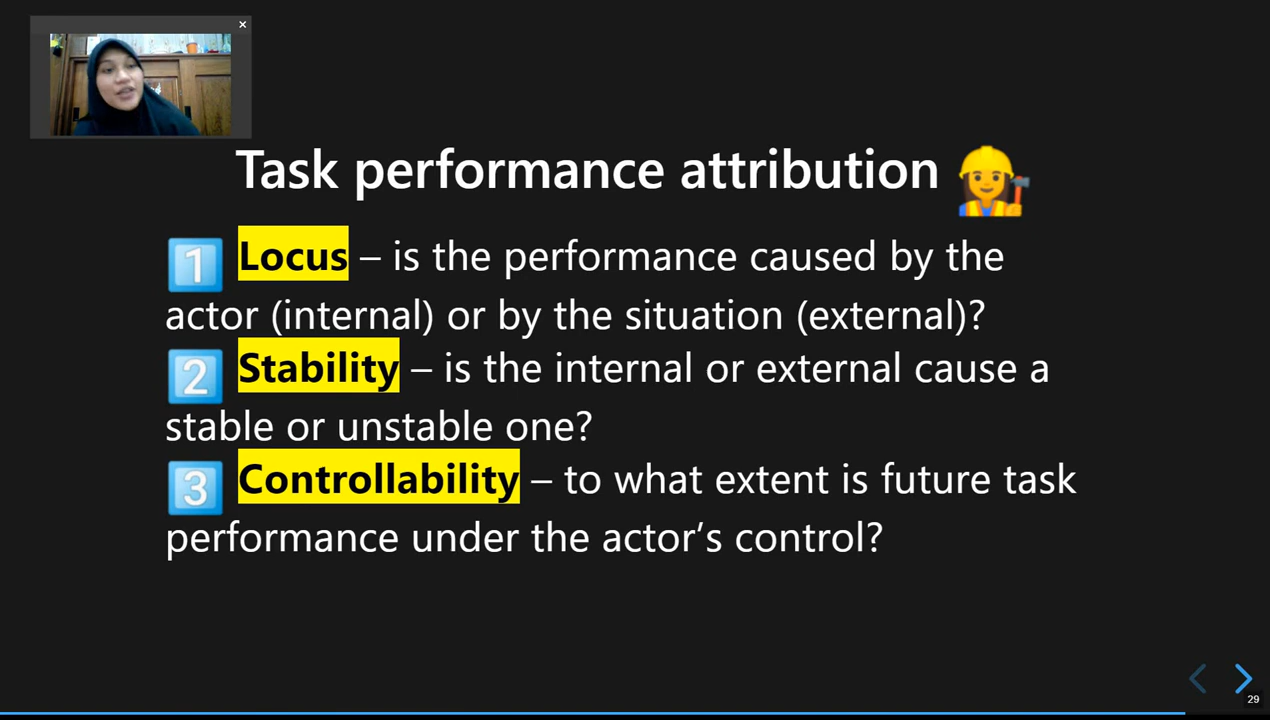 Task performance attribution
1 Locus – is the performance caused by the
actor (internal) or by the situation (external)?
2 Stability – is the internal or external cause a
stable or unstable one?
3 Controllability – to what extent is future task
performance under the actor’s control?
29